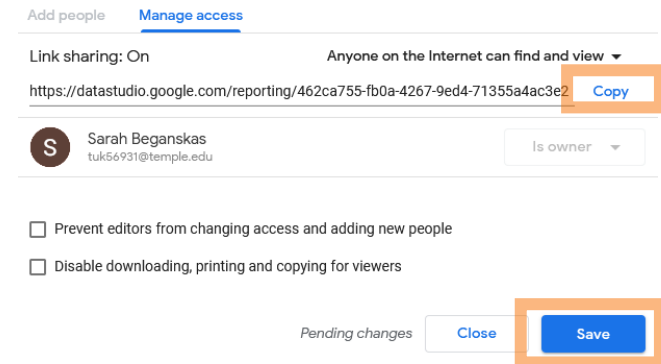 Add people Manage access
Link sharing: On Anyone on the Internet can find and view
https://datastudio.google.com/reporting/462ca755-fb0a-4267-9ed4-71355a4ac3e2 Copy
S Sarah Beganskas Is owner
tuk56931@temple.edu
Prevent editors from changing access and adding new people
Disable downloading, printing and copying for viewers
Pending changes Close Save